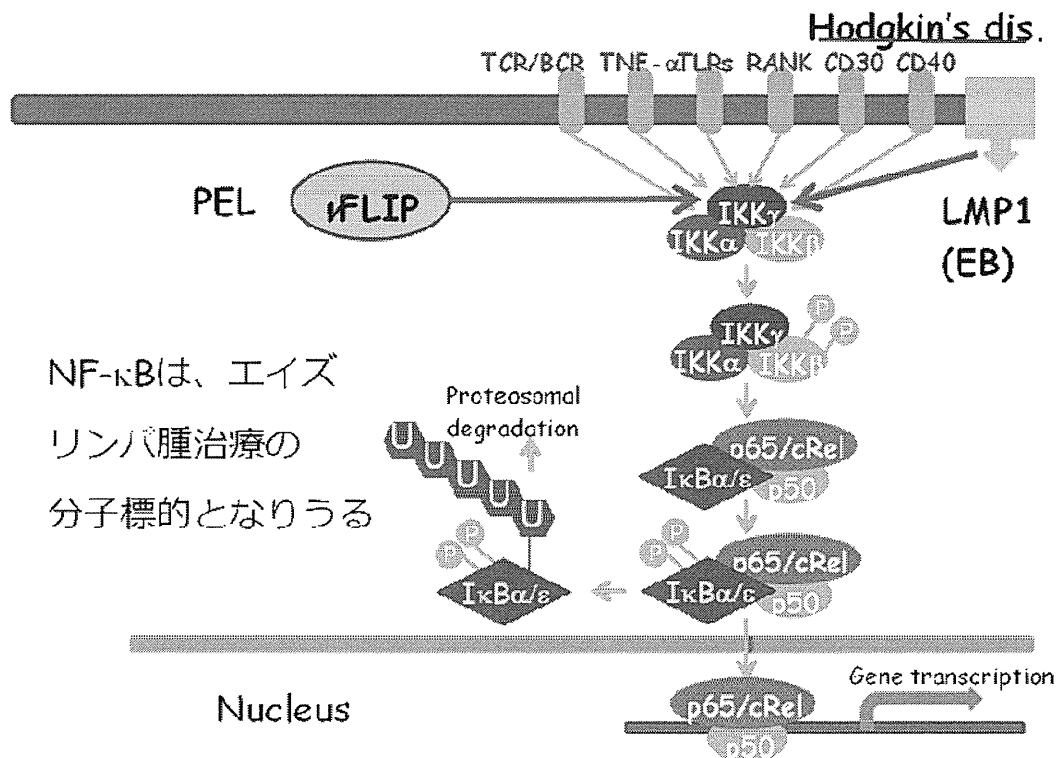 Hodgkin's dis.
TCR/BCR TNF-αTLRs RANK CD30 CD40
PEL
vFLIP
IKKγ
IKKα IKKβ
LMP1
(EB)
IKKγ
IKKα IKKβ
P
P
NF-κBは、エイズ
リンパ腫治療の
分子標的となりうる
Proteosomal
degradation
U
U
U
U
U
p65/cRel
IκBα/ε
p50
P
P
IκBα/ε
P
P
p65/cRel
IκBα/ε
p50
Nucleus
p65/cRel
p50
Gene transcription